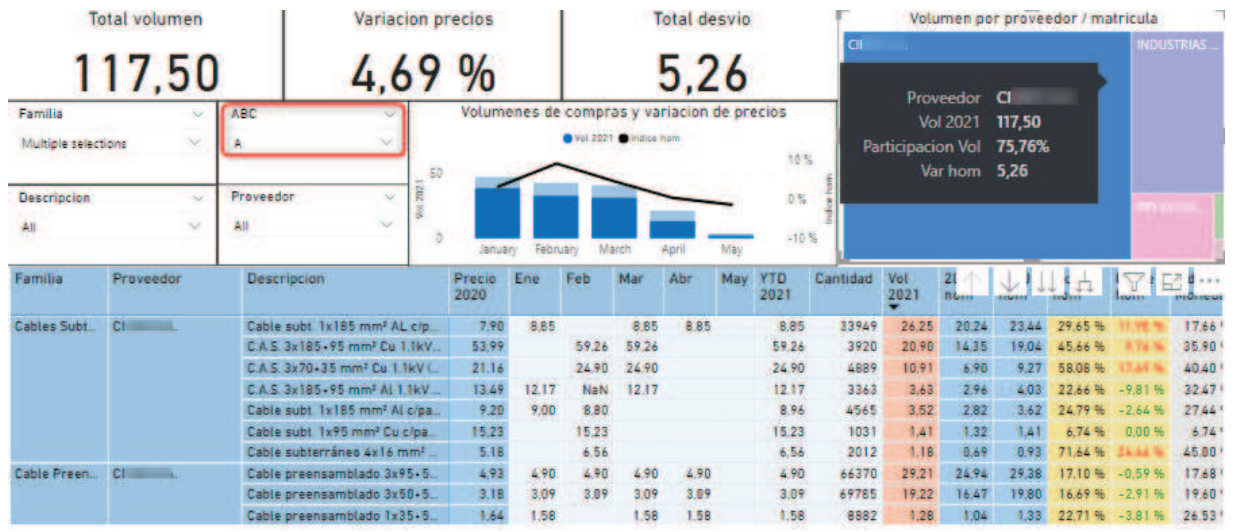 Total volumen
117,50
Variacion precios
4,69 %
Total desvio
5,26
Volumen por proveedor / matricula
INDUSTRIAS ...
Proveedor
Vol 2021 117,50
Participacion Vol 75,76%
Var hom 5,26
Familia
Multiple selections
ABC
A
Descripcion
All
Proveedor
All
Volumenes de compras y variacion de precios
Vol 2021 Indice hom
Vol 2021
50
0
January February March April May
10 %
0 %
-10 %
Indice hom
Familia Proveedor Descripcion Precio 2020 Ene Feb Mar Abr May YTD 2021 Cantidad Vol 2021
Cables Subt... Cable subt. 1x185 mm² AL c/p... 7,90 8,85 8,85 8,85 8,85 33949 26,25 20,24 23,44 29,65 % 17,66
C.A.S. 3x185+95 mm² Cu 1.1kV... 53,99 59,26 59,26 59,26 3920 20,90 14,35 19,04 45,66 % 35,90
C.A.S. 3x70+35 mm² Cu 1.1kV (... 21,16 24,90 24,90 24,90 4889 10,91 6,90 9,27 58,08 % 40,40
C.A.S. 3x185+95 mm² Al 1.1kV ... 13,49 12,17 NaN 12,17 12,17 3363 3,63 2,96 4,03 22,66 % -9,81 % 32,47
Cable subt. 1x185 mm² Al c/pa... 9,20 9,00 8,80 8,96 4565 3,52 2,82 3,62 24,79 % -2,64 % 27,44
Cable subt. 1x95 mm² Cu c/pa... 15,23 15,23 15,23 1031 1,41 1,32 1,41 6,74 % 0,00 % 6,74
Cable subterráneo 4x16 mm² ... 5,18 6,56 6,56 2012 1,18 0,69 0,93 71,64 % 45,00
Cable Preen... Cable preensamblado 3x95+5... 4,93 4,90 4,90 4,90 4,90 4,90 66370 29,21 24,94 29,38 17,10 % -0,59 % 17,68
Cable preensamblado 3x50+5... 3,18 3,09 3,09 3,09 3,09 3,09 69785 19,22 16,47 19,80 16,69 % -2,91 % 19,60
Cable preensamblado 1x35+5... 1,64 1,58 1,58 1,58 1,58 8882 1,28 1,04 1,33 22,71 % -3,81 % 26,53